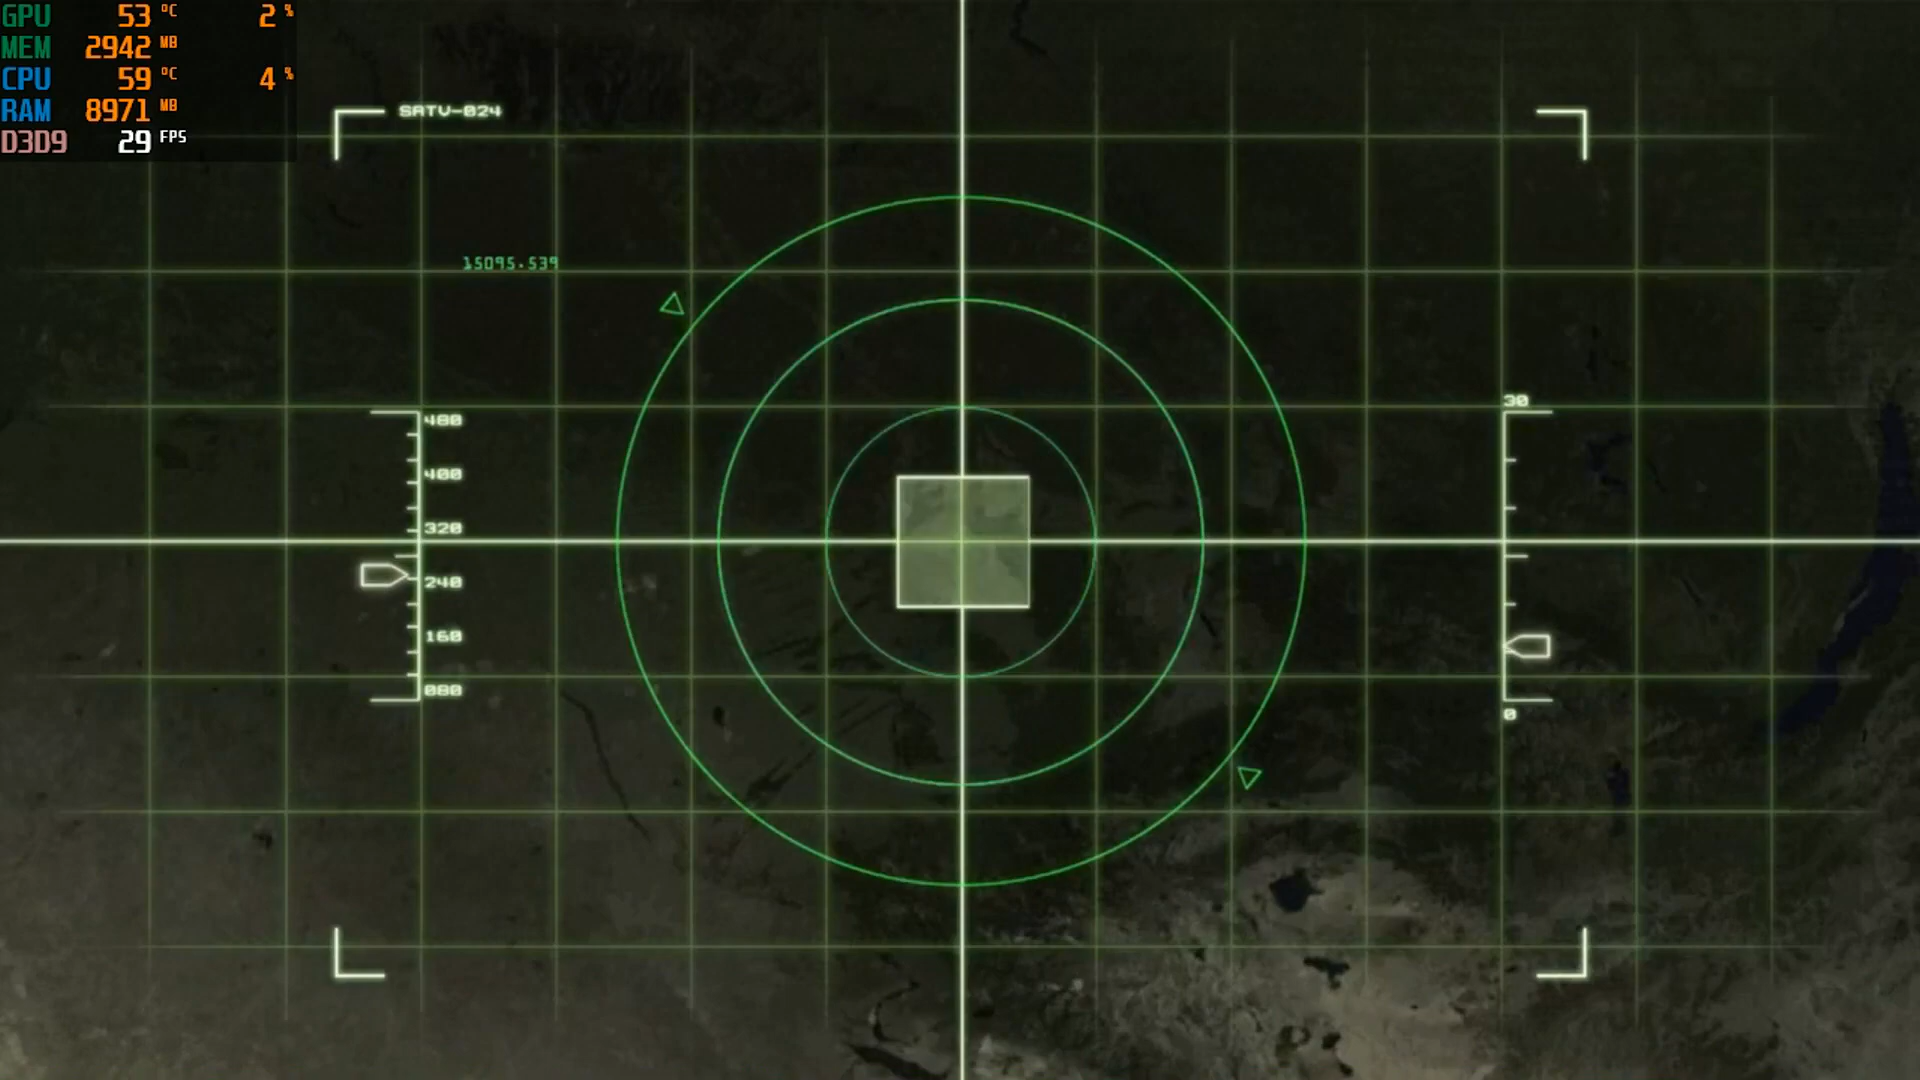 GPU 53 °C 2 %
MEM 2942 MB
CPU 59 °C 4 %
RAM 8971 MB
D3D9 29 FPS
SATV-024
15095.539
480
400
320
240
160
080
30
0